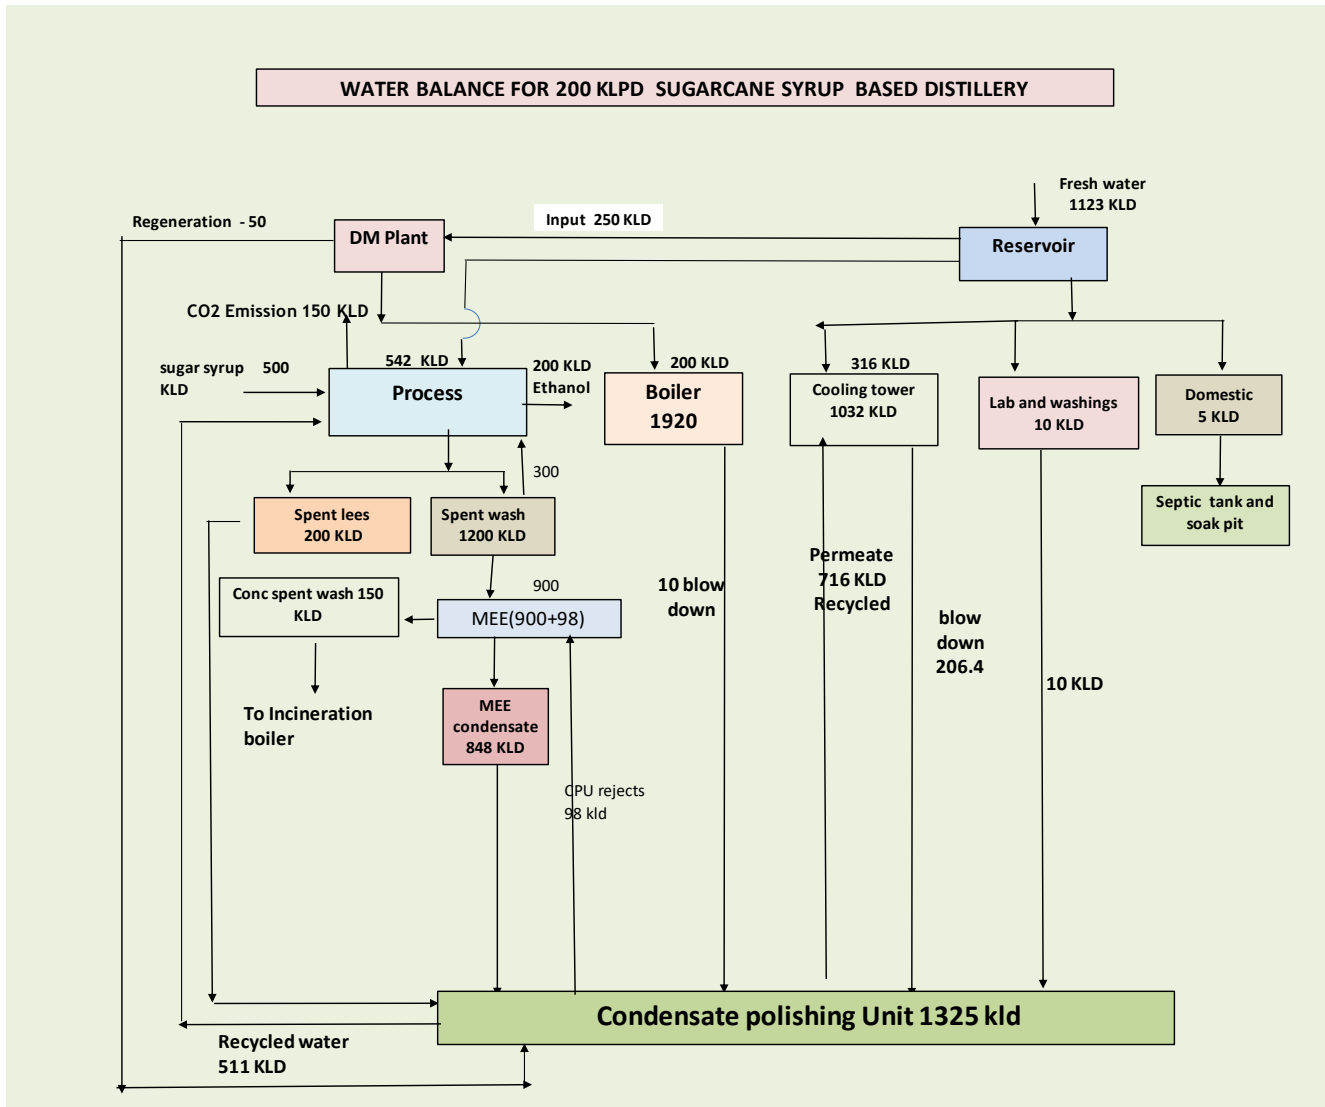 WATER BALANCE FOR 200 KLPD SUGARCANE SYRUP BASED DISTILLERY
Fresh water
1123 KLD
Regeneration - 50
DM Plant
Input 250 KLD
Reservoir
CO2 Emission 150 KLD
sugar syrup 500
KLD
542 KLD
Process
200 KLD
Ethanol
200 KLD
Boiler
1920
316 KLD
Cooling tower
1032 KLD
Lab and washings
10 KLD
Domestic
5 KLD
300
Spent lees
200 KLD
Spent wash
1200 KLD
Septic tank and
soak pit
Conc spent wash 150
KLD
900
MEE(900+98)
10 blow
down
Permeate
716 KLD
Recycled
blow
down
206.4
10 KLD
To Incineration
boiler
MEE
condensate
848 KLD
CPU rejects
98 kld
Condensate polishing Unit 1325 kld
Recycled water
511 KLD